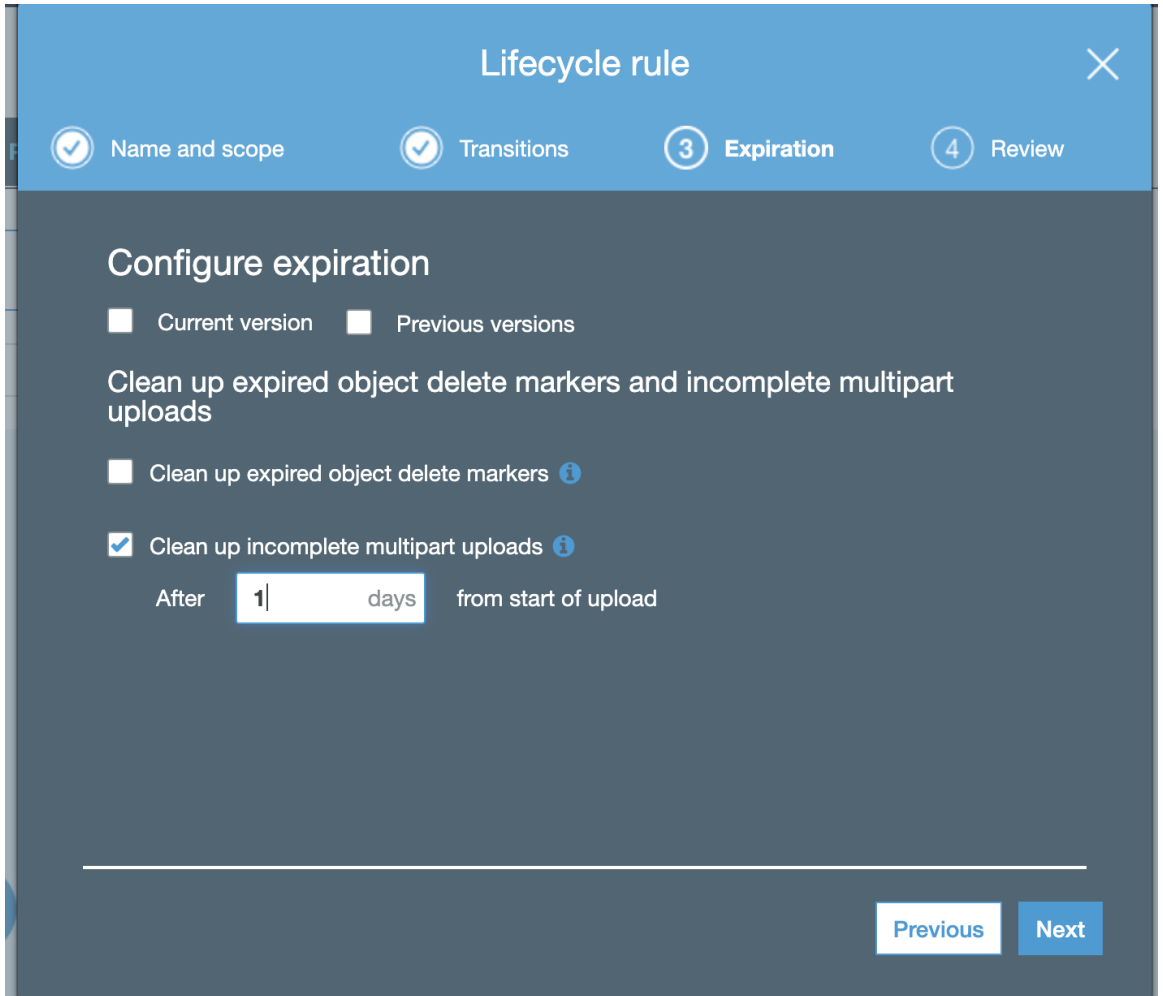 Lifecycle rule
Name and scope
Transitions
3 Expiration
4 Review
Configure expiration
Current version
Previous versions
Clean up expired object delete markers and incomplete multipart
uploads
Clean up expired object delete markers
Clean up incomplete multipart uploads
After 1 days from start of upload
Previous
Next